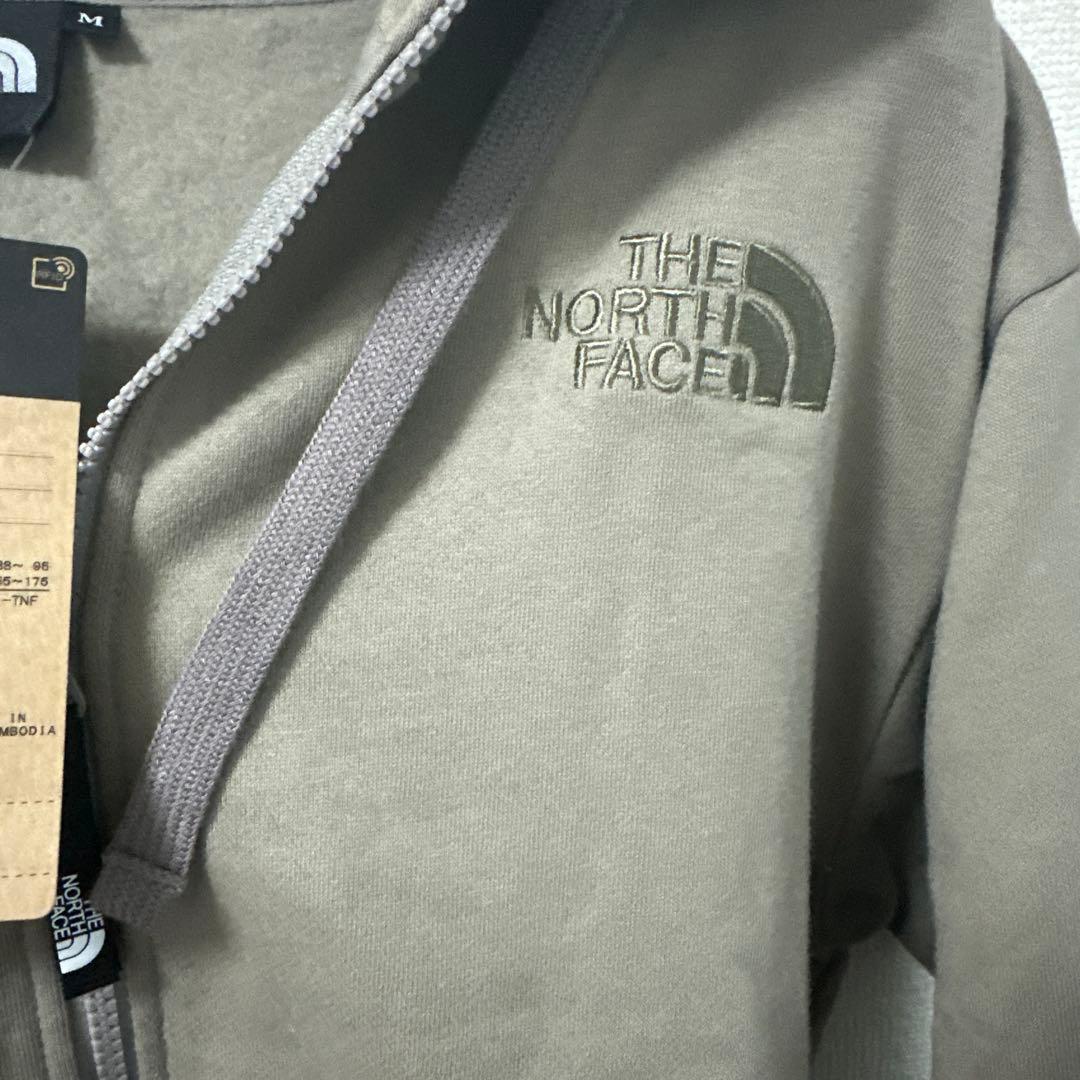 M
THE
NORTH
FACE
88~ 96
65~175
-TNF
IN
MBODIA
THE
NORTH
FACE